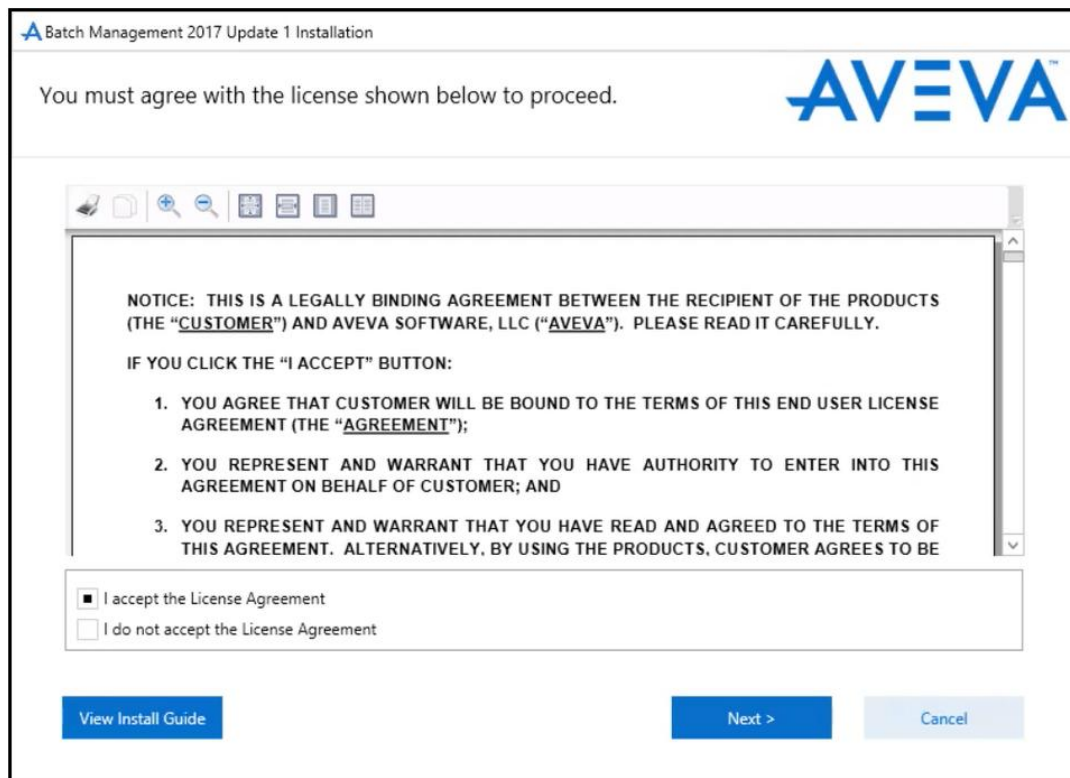 Batch Management 2017 Update 1 Installation
You must agree with the license shown below to proceed.
AVEVA™
NOTICE: THIS IS A LEGALLY BINDING AGREEMENT BETWEEN THE RECIPIENT OF THE PRODUCTS
(THE “CUSTOMER”) AND AVEVA SOFTWARE, LLC (“AVEVA”). PLEASE READ IT CAREFULLY.
IF YOU CLICK THE “I ACCEPT” BUTTON:
1. YOU AGREE THAT CUSTOMER WILL BE BOUND TO THE TERMS OF THIS END USER LICENSE
AGREEMENT (THE “AGREEMENT”);
2. YOU REPRESENT AND WARRANT THAT YOU HAVE AUTHORITY TO ENTER INTO THIS
AGREEMENT ON BEHALF OF CUSTOMER; AND
3. YOU REPRESENT AND WARRANT THAT YOU HAVE READ AND AGREED TO THE TERMS OF
THIS AGREEMENT. ALTERNATIVELY, BY USING THE PRODUCTS, CUSTOMER AGREES TO BE
I accept the License Agreement
I do not accept the License Agreement
View Install Guide
Next >
Cancel